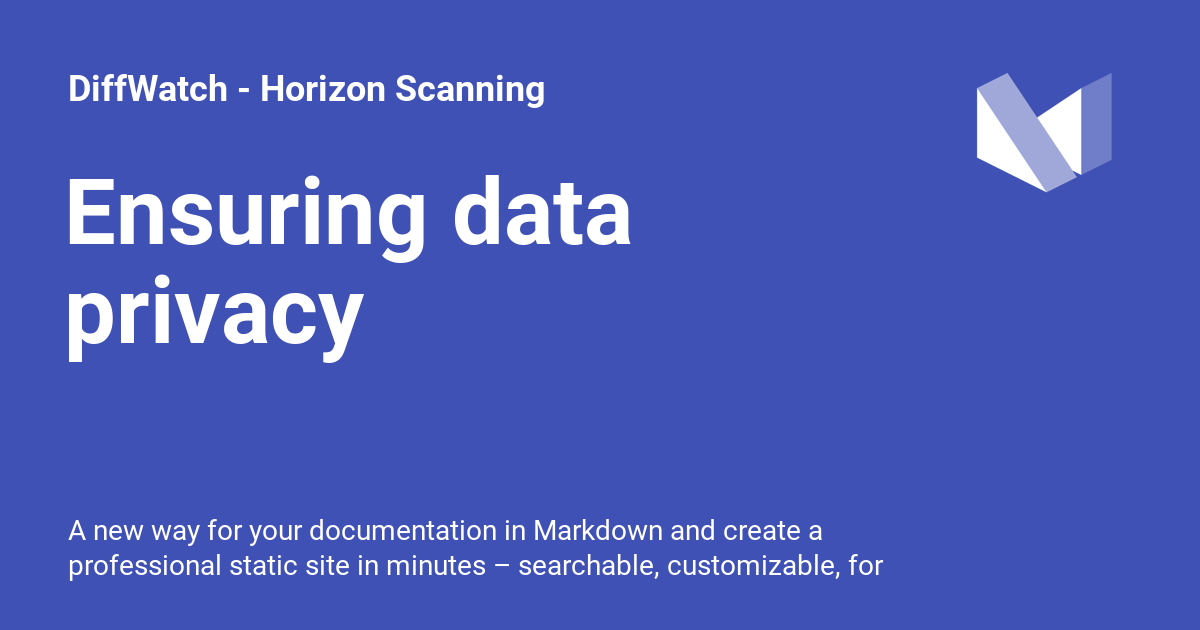 DiffWatch - Horizon Scanning
Ensuring data
privacy
A new way for your documentation in Markdown and create a
professional static site in minutes – searchable, customizable, for